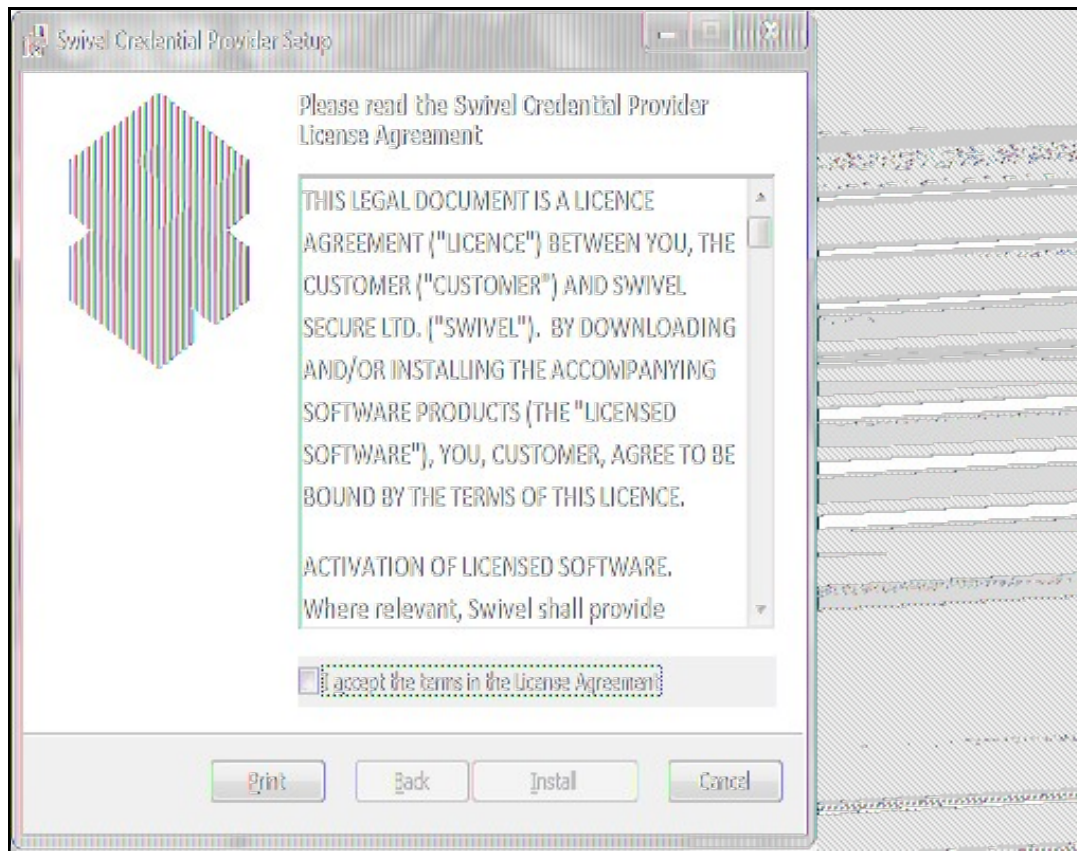 Swivel Credential Provider Setup
Please read the Swivel Credential Provider
License Agreement
THIS LEGAL DOCUMENT IS A LICENCE
AGREEMENT ("LICENCE") BETWEEN YOU, THE
CUSTOMER ("CUSTOMER") AND SWIVEL
SECURE LTD. ("SWIVEL").  BY DOWNLOADING
AND/OR INSTALLING THE ACCOMPANYING
SOFTWARE PRODUCTS (THE "LICENSED
SOFTWARE"), YOU, CUSTOMER, AGREE TO BE
BOUND BY THE TERMS OF THIS LICENCE.
ACTIVATION OF LICENSED SOFTWARE.
Where relevant, Swivel shall provide
I accept the terms in the License Agreement
Print Back Install Cancel